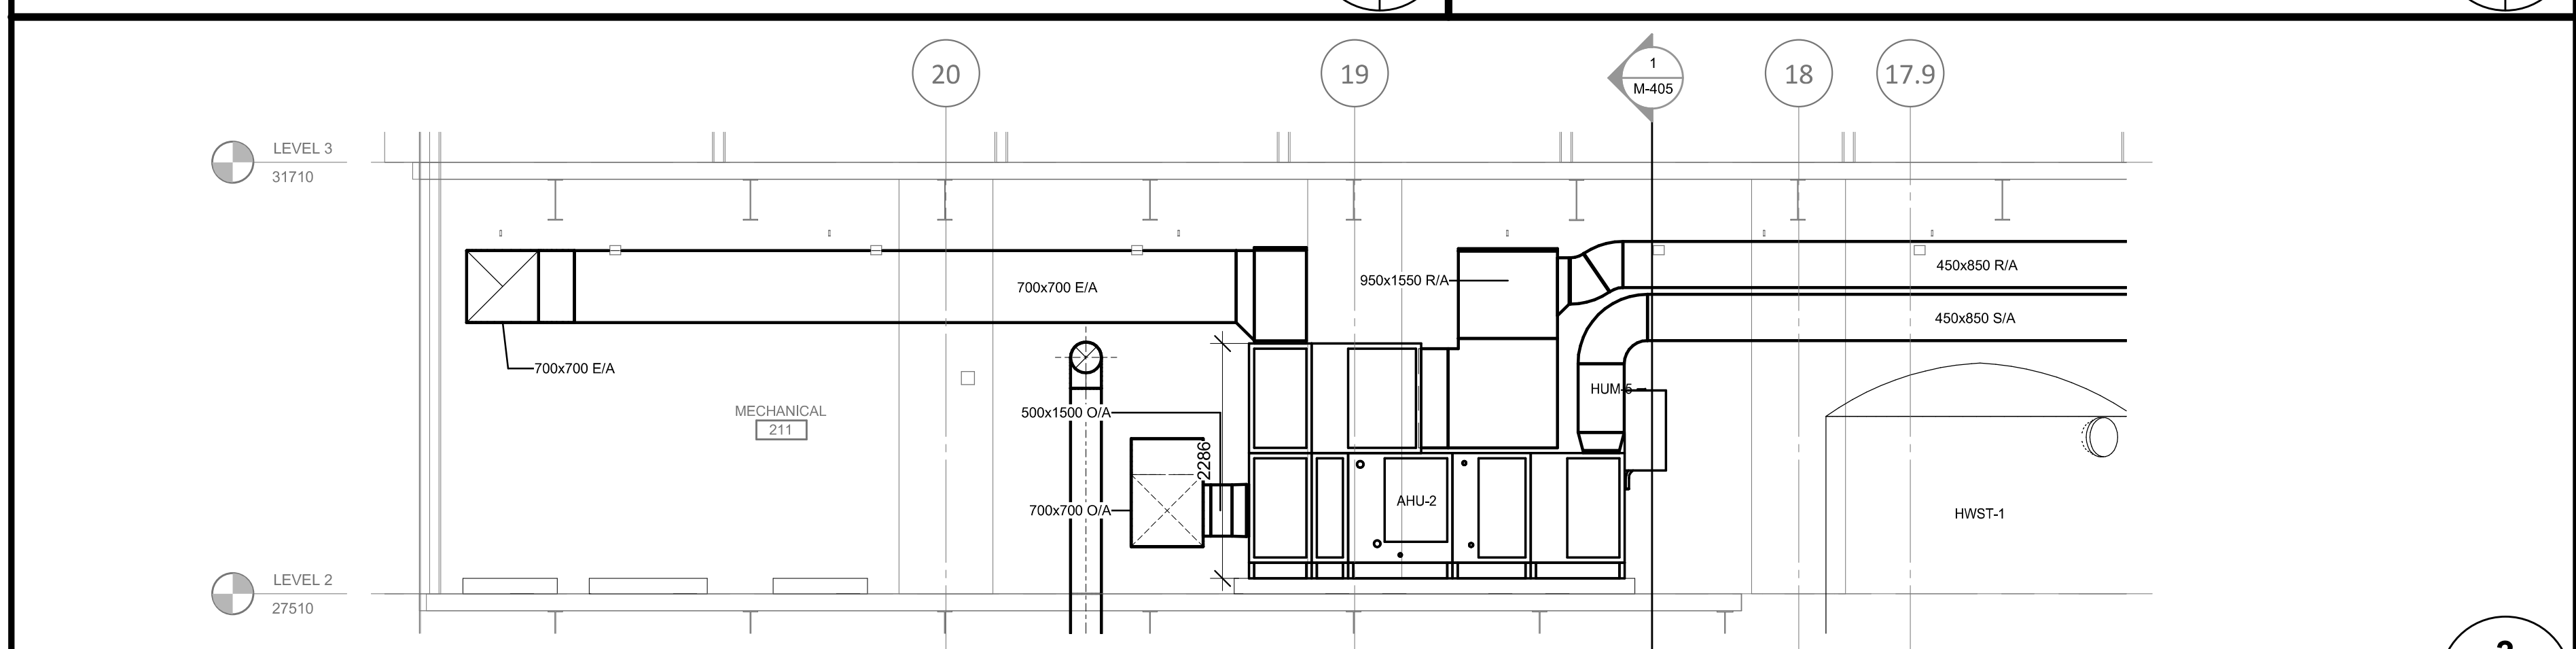 20
19
1
M-405
18
17.9
LEVEL 3
31710
700x700 E/A
950x1550 R/A
450x850 R/A
450x850 S/A
700x700 E/A
HUM-5
MECHANICAL
211
500x1500 O/A
2286
700x700 O/A
AHU-2
HWST-1
LEVEL 2
27510